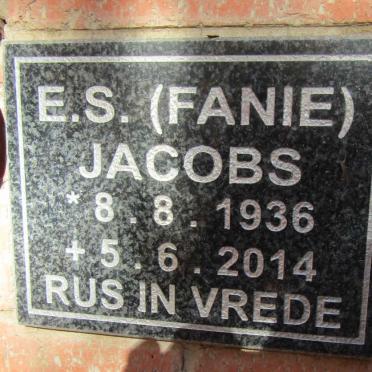 E.S. (FANIE)
JACOBS
* 8 . 8 . 1936
+ 5 . 6 . 2014
RUS IN VREDE